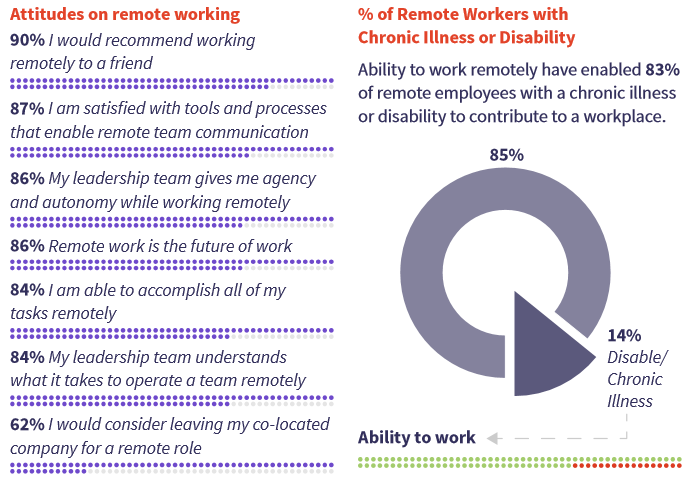 Attitudes on remote working
90% I would recommend working
remotely to a friend
87% I am satisfied with tools and processes
that enable remote team communication
86% My leadership team gives me agency
and autonomy while working remotely
86% Remote work is the future of work
84% I am able to accomplish all of my
tasks remotely
84% My leadership team understands
what it takes to operate a team remotely
62% I would consider leaving my co-located
company for a remote role
% of Remote Workers with
Chronic Illness or Disability
Ability to work remotely have enabled 83%
of remote employees with a chronic illness
or disability to contribute to a workplace.
85%
14%
Disable/
Chronic
Illness
Ability to work